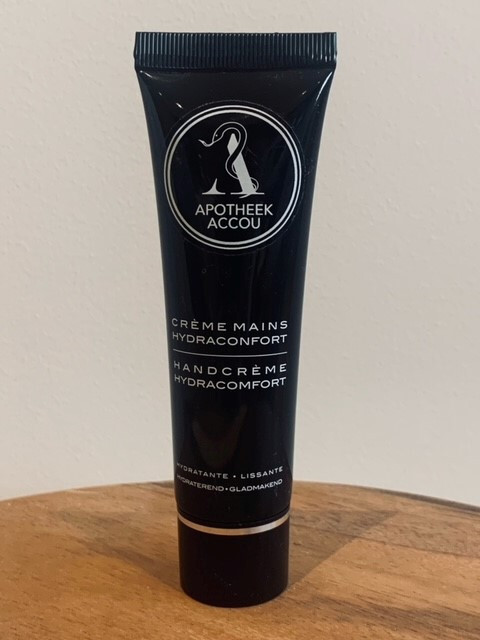 APOTHEEK
ACCOU
CRÈME MAINS
HYDRACONFORT
HANDCRÈME
HYDRACOMFORT
HYDRATANTE • LISSANTE
HYDRATEREND • GLADMAKEND